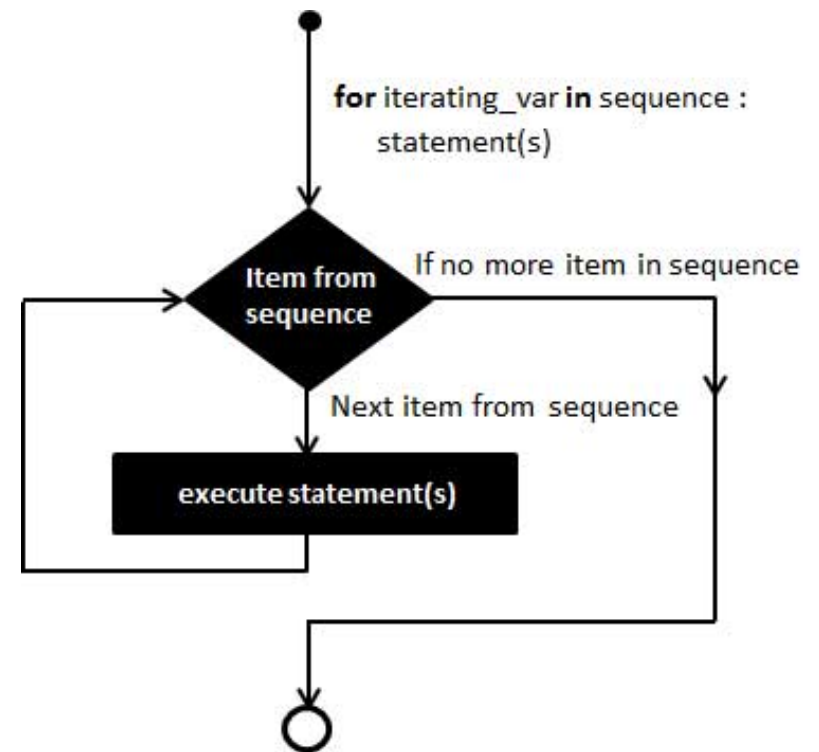 for iterating_var in sequence :
statement(s)
If no more item in sequence
Item from
sequence
Next item from sequence
execute statement(s)